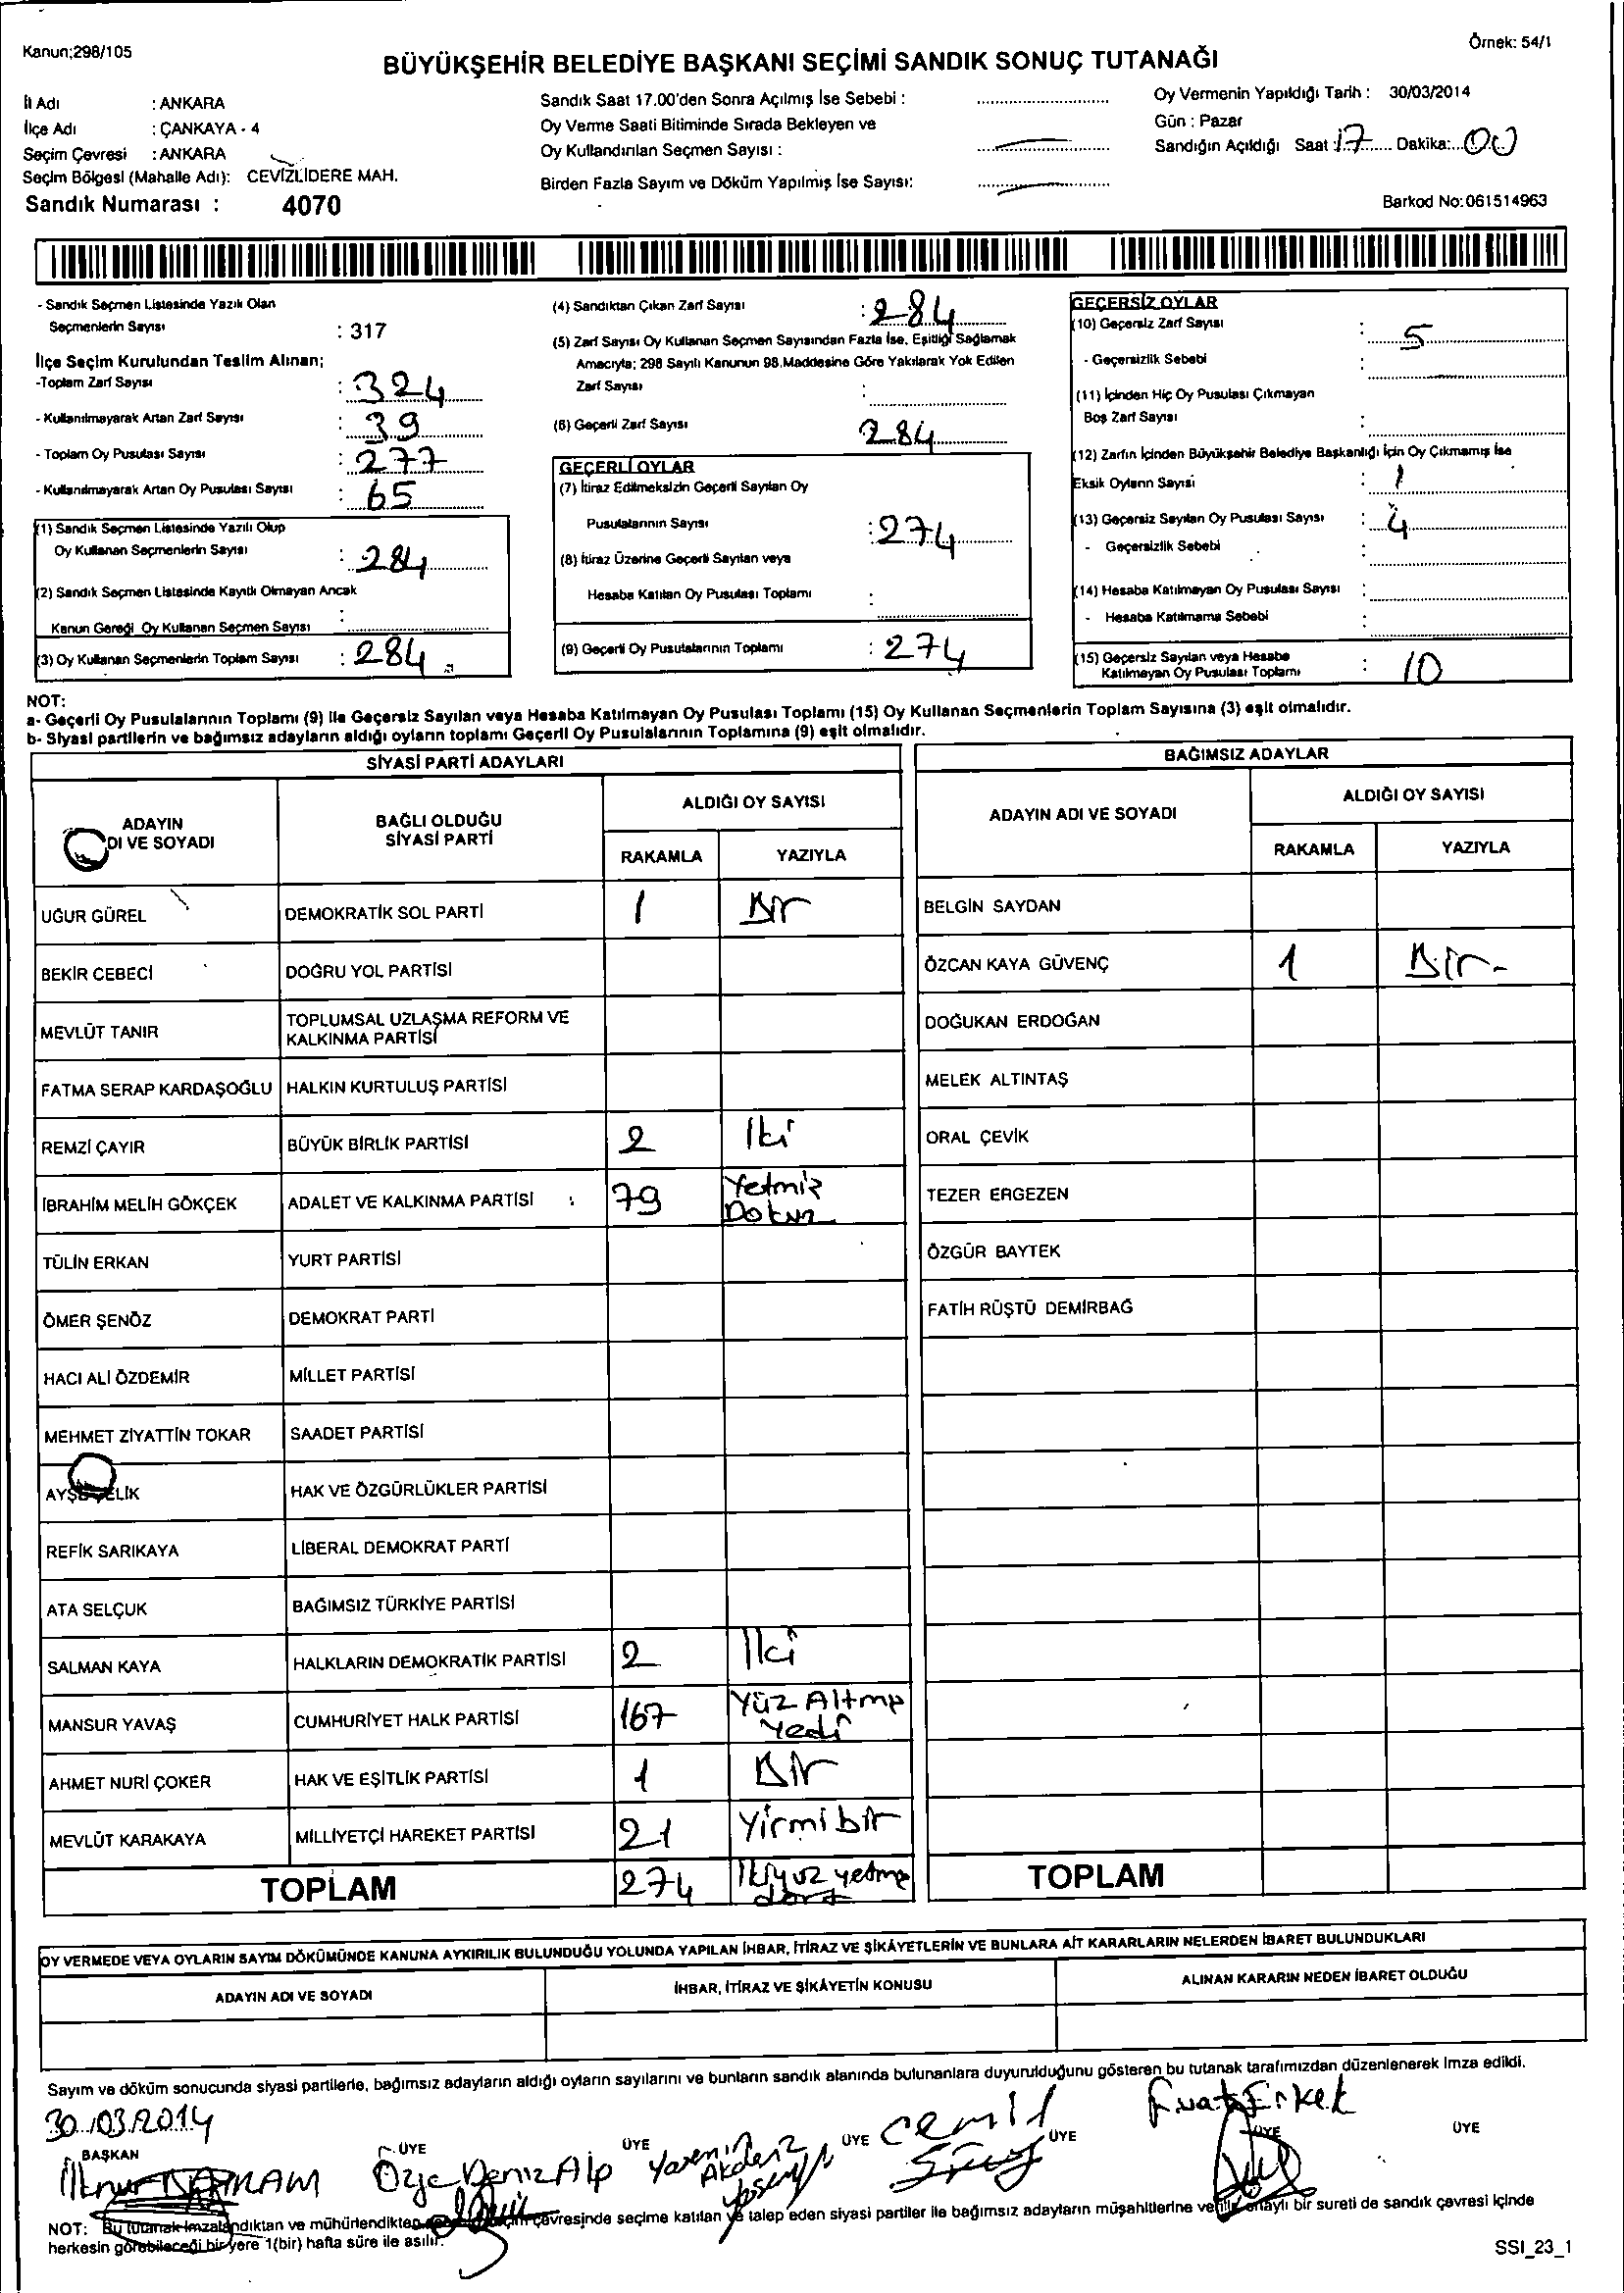 Kanun;298/105
Örnek: 54/1
BÜYÜKŞEHİR BELEDİYE BAŞKANI SEÇİMİ SANDIK SONUÇ TUTANAĞI
İl Adı : ANKARA
İlçe Adı : ÇANKAYA - 4
Seçim Çevresi : ANKARA
Seçim Bölgesi (Mahalle Adı): CEVİZLİDERE MAH.
Sandık Numarası : 4070
Sandık Saat 17.00'den Sonra Açılmış İse Sebebi :
Oy Verme Saati Bitiminde Sırada Bekleyen ve
Oy Kullandırılan Seçmen Sayısı :
Birden Fazla Sayım ve Döküm Yapılmış İse Sayısı:
Oy Vermenin Yapıldığı Tarih : 30/03/2014
Gün : Pazar
Sandığın Açıldığı Saat : 17 Dakika: 00
Barkod No:061514963
- Sandık Seçmen Listesinde Yazılı Olan
Seçmenlerin Sayısı : 317
İlçe Seçim Kurulundan Teslim Alınan;
-Toplam Zarf Sayısı : 324
- Kullanılmayarak Artan Zarf Sayısı : 39
- Toplam Oy Pusulası Sayısı : 277
- Kullanılmayarak Artan Oy Pusulası Sayısı : 65
(1) Sandık Seçmen Listesinde Yazılı Olup
Oy Kullanan Seçmenlerin Sayısı : 284
(2) Sandık Seçmen Listesinde Kayıtlı Olmayan Ancak
Kanun Gereği Oy Kullanan Seçmen Sayısı :
(3) Oy Kullanan Seçmenlerin Toplam Sayısı : 284
(4) Sandıktan Çıkan Zarf Sayısı : 284
(5) Zarf Sayısı Oy Kullanan Seçmen Sayısından Fazla İse, Eşitliği Sağlamak
Amacıyla; 298 Sayılı Kanunun 98.Maddesine Göre Yakılarak Yok Edilen
Zarf Sayısı :
(6) Geçerli Zarf Sayısı 284
GEÇERLİ OYLAR
(7) İtiraz Edilmeksizin Geçerli Sayılan Oy
Pusulalarının Sayısı : 274
(8) İtiraz Üzerine Geçerli Sayılan veya
Hesaba Katılan Oy Pusulası Toplamı :
(9) Geçerli Oy Pusulalarının Toplamı : 274
GEÇERSİZ OYLAR
(10) Geçersiz Zarf Sayısı : 5
- Geçersizlik Sebebi :
(11) İçinden Hiç Oy Pusulası Çıkmayan
Boş Zarf Sayısı :
(12) Zarfın İçinden Büyükşehir Belediye Başkanlığı İçin Oy Çıkmamış İse
Eksik Oyların Sayısı : 1
(13) Geçersiz Sayılan Oy Pusulası Sayısı : 4
- Geçersizlik Sebebi :
(14) Hesaba Katılmayan Oy Pusulası Sayısı :
- Hesaba Katılmama Sebebi :
(15) Geçersiz Sayılan veya Hesaba
Katılmayan Oy Pusulası Toplamı : 10
NOT:
a- Geçerli Oy Pusulalarının Toplamı (9) ile Geçersiz Sayılan veya Hesaba Katılmayan Oy Pusulası Toplamı (15) Oy Kullanan Seçmenlerin Toplam Sayısına (3) eşit olmalıdır.
b- Siyasi partilerin ve bağımsız adayların aldığı oyların toplamı Geçerli Oy Pusulalarının Toplamına (9) eşit olmalıdır.
SİYASİ PARTİ ADAYLARI
ADAYIN
DI VE SOYADI
BAĞLI OLDUĞU
SİYASİ PARTİ
ALDIĞI OY SAYISI
RAKAMLA YAZIYLA
UĞUR GÜREL DEMOKRATİK SOL PARTİ 1 Bir
BEKİR CEBECİ DOĞRU YOL PARTİSİ
MEVLÜT TANIR TOPLUMSAL UZLAŞMA REFORM VE
KALKINMA PARTİSİ
FATMA SERAP KARDAŞOĞLU HALKIN KURTULUŞ PARTİSİ
REMZİ ÇAYIR BÜYÜK BİRLİK PARTİSİ 2 İki
İBRAHİM MELİH GÖKÇEK ADALET VE KALKINMA PARTİSİ 79 Yetmiş
Dokuz
TÜLİN ERKAN YURT PARTİSİ
ÖMER ŞENÖZ DEMOKRAT PARTİ
HACI ALİ ÖZDEMİR MİLLET PARTİSİ
MEHMET ZİYATTİN TOKAR SAADET PARTİSİ
AYŞE ÇELİK HAK VE ÖZGÜRLÜKLER PARTİSİ
REFİK SARIKAYA LİBERAL DEMOKRAT PARTİ
ATA SELÇUK BAĞIMSIZ TÜRKİYE PARTİSİ
SALMAN KAYA HALKLARIN DEMOKRATİK PARTİSİ 2 İki
MANSUR YAVAŞ CUMHURİYET HALK PARTİSİ 167 Yüz Altmış
Yedi
AHMET NURİ ÇOKER HAK VE EŞİTLİK PARTİSİ 1 Bir
MEVLÜT KARAKAYA MİLLİYETÇİ HAREKET PARTİSİ 21 Yirmibir
TOPLAM 274 İkiyüz yetmiş
dört
BAĞIMSIZ ADAYLAR
ADAYIN ADI VE SOYADI
ALDIĞI OY SAYISI
RAKAMLA YAZIYLA
BELGİN SAYDAN
ÖZCAN KAYA GÜVENÇ 1 Bir-
DOĞUKAN ERDOĞAN
MELEK ALTINTAŞ
ORAL ÇEVİK
TEZER ERGEZEN
ÖZGÜR BAYTEK
FATİH RÜŞTÜ DEMİRBAĞ
TOPLAM
OY VERMEDE VEYA OYLARIN SAYIM DÖKÜMÜNDE KANUNA AYKIRILIK BULUNDUĞU YOLUNDA YAPILAN İHBAR, İTİRAZ VE ŞİKÂYETLERİN VE BUNLARA AİT KARARLARIN NELERDEN İBARET BULUNDUKLARI
ADAYIN ADI VE SOYADI İHBAR, İTİRAZ VE ŞİKÂYETİN KONUSU ALINAN KARARIN NEDEN İBARET OLDUĞU
Sayım ve döküm sonucunda siyasi partilerle, bağımsız adayların aldığı oyların sayılarını ve bunların sandık alanında bulunanlara duyurulduğunu gösteren bu tutanak tarafımızdan düzenlenerek imza edildi.
30.03.2014
BAŞKAN ÜYE ÜYE ÜYE ÜYE ÜYE ÜYE
İlknur BAYRAM Özge Deniz Alp Yasemin Akdeniz Cemil Fuat Erkek
NOT: Bu tutanak imzalandıktan ve mühürlendikten seçim çevresinde seçime katılan ve talep eden siyasi partiler ile bağımsız adayların müşahitlerine verilir, onaylı bir sureti de sandık çevresi içinde
herkesin görebileceği bir yere 1(bir) hafta süre ile asılır.
SSI_23_1